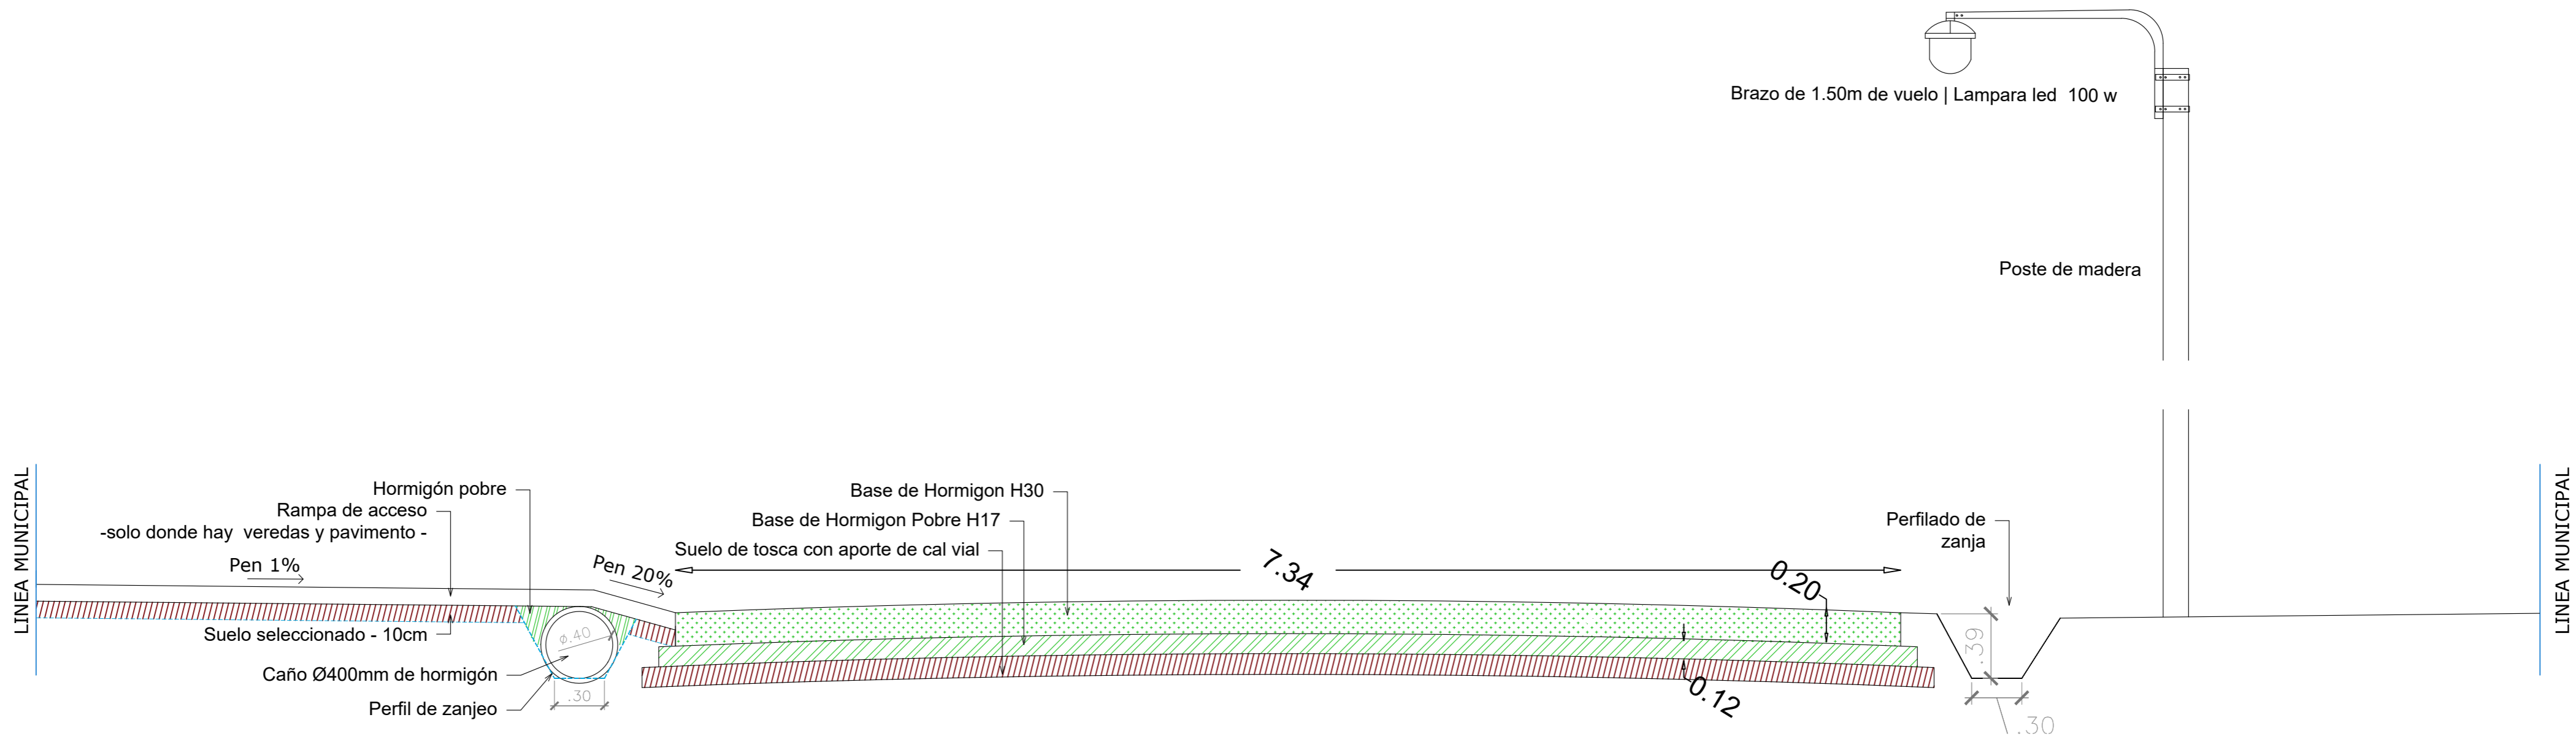 Brazo de 1.50m de vuelo | Lampara led 100 w
Poste de madera
LINEA MUNICIPAL
Hormigón pobre
Rampa de acceso
-solo donde hay veredas y pavimento -
Pen 1%
Pen 20%
Base de Hormigon H30
Base de Hormigon Pobre H17
Suelo de tosca con aporte de cal vial
7.34
0.20
Perfilado de
zanja
LINEA MUNICIPAL
Suelo seleccionado - 10cm
ø.40
Caño Ø400mm de hormigón
.30
Perfil de zanjeo
0.12
.39
.30